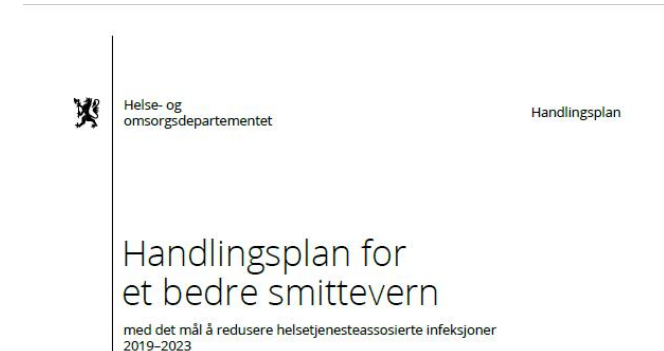 Helse- og
omsorgsdepartementet
Handlingsplan
Handlingsplan for
et bedre smittevern
med det mål å redusere helsetjenesteassosierte infeksjoner
2019–2023